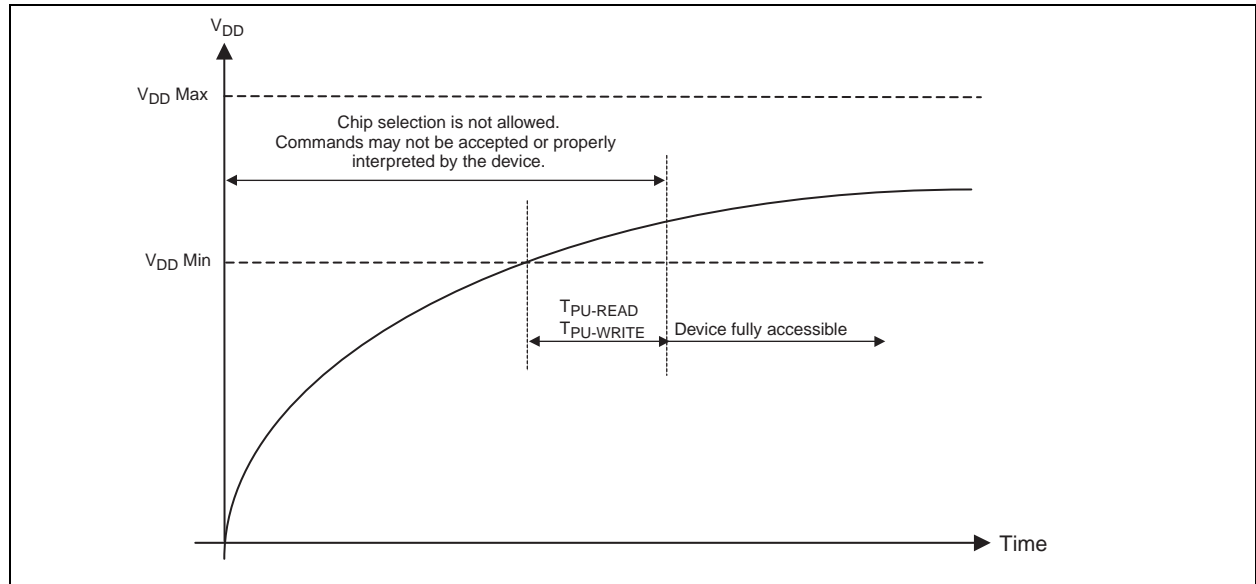 VDD
VDD Max
Chip selection is not allowed.
Commands may not be accepted or properly
interpreted by the device.
VDD Min
TPU-READ
TPU-WRITE
Device fully accessible
Time